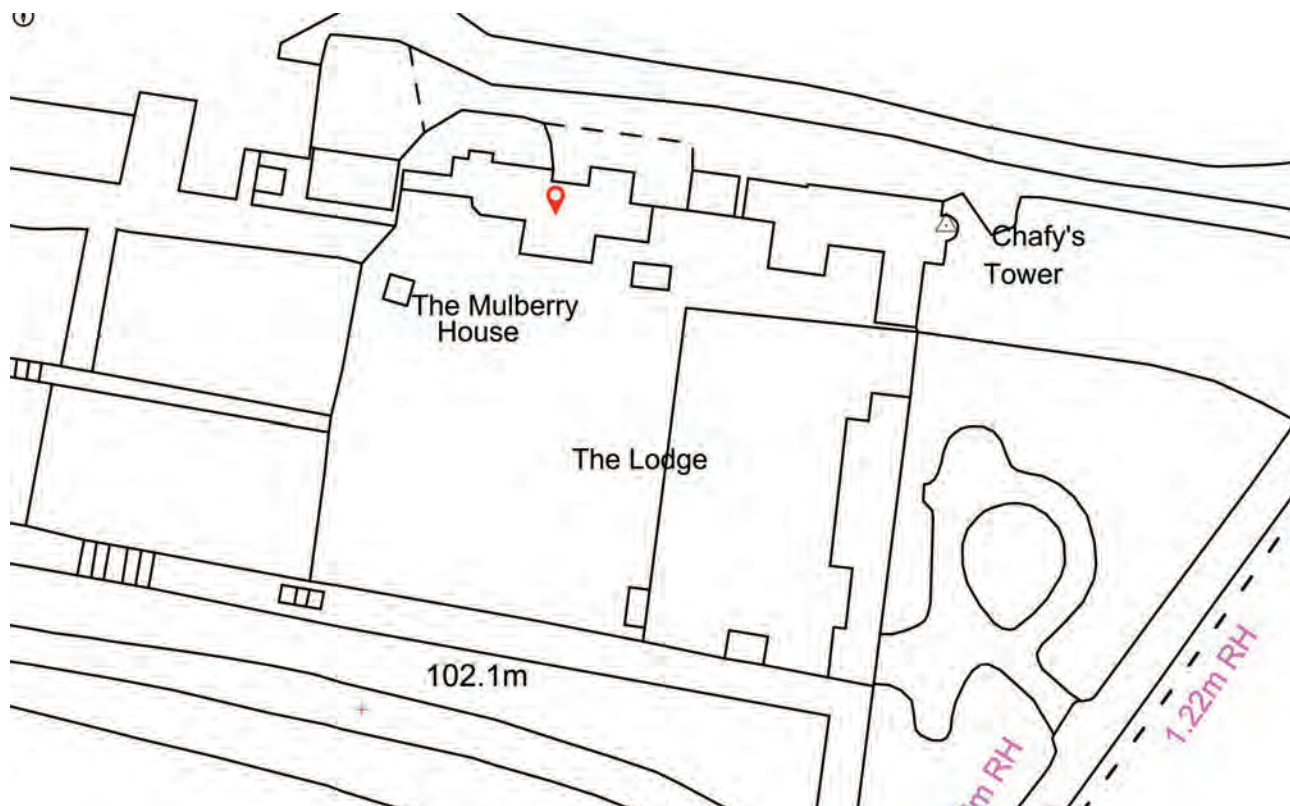 Chafy's
Tower
The Mulberry
House
The Lodge
102.1m
1.22m RH
m RH